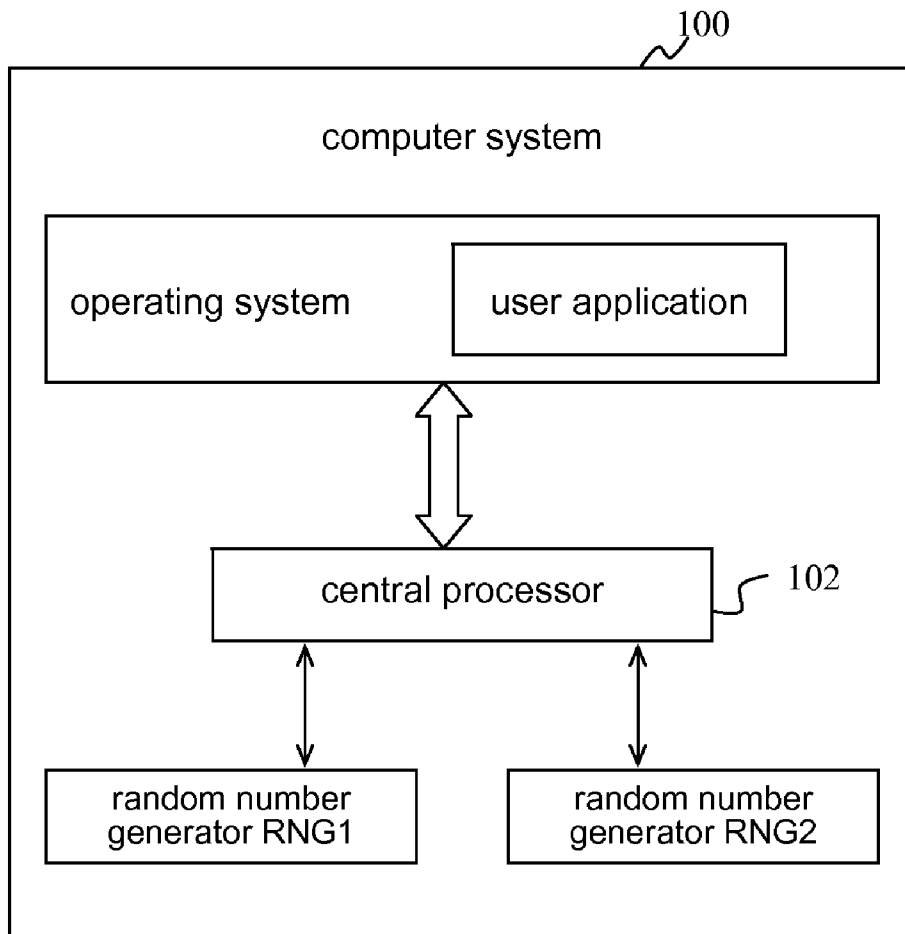 100
computer system
operating system
user application
central processor
102
random number
generator RNG1
random number
generator RNG2